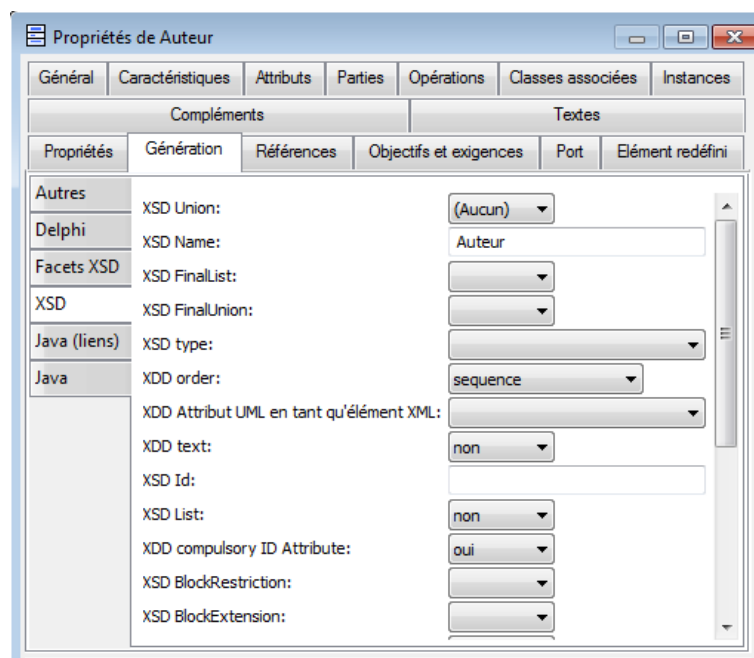 Propriétés de Auteur
Général Caractéristiques Attributs Parties Opérations Classes associées Instances
Compléments Textes
Propriétés Génération Références Objectifs et exigences Port Elément redéfini
Autres
Delphi
Facets XSD
XSD
Java (liens)
Java
XSD Union: (Aucun)
XSD Name: Auteur
XSD FinalList:
XSD FinalUnion:
XSD type:
XDD order: sequence
XDD Attribut UML en tant qu'élément XML:
XDD text: non
XSD Id:
XSD List: non
XDD compulsory ID Attribute: oui
XSD BlockRestriction:
XSD BlockExtension: